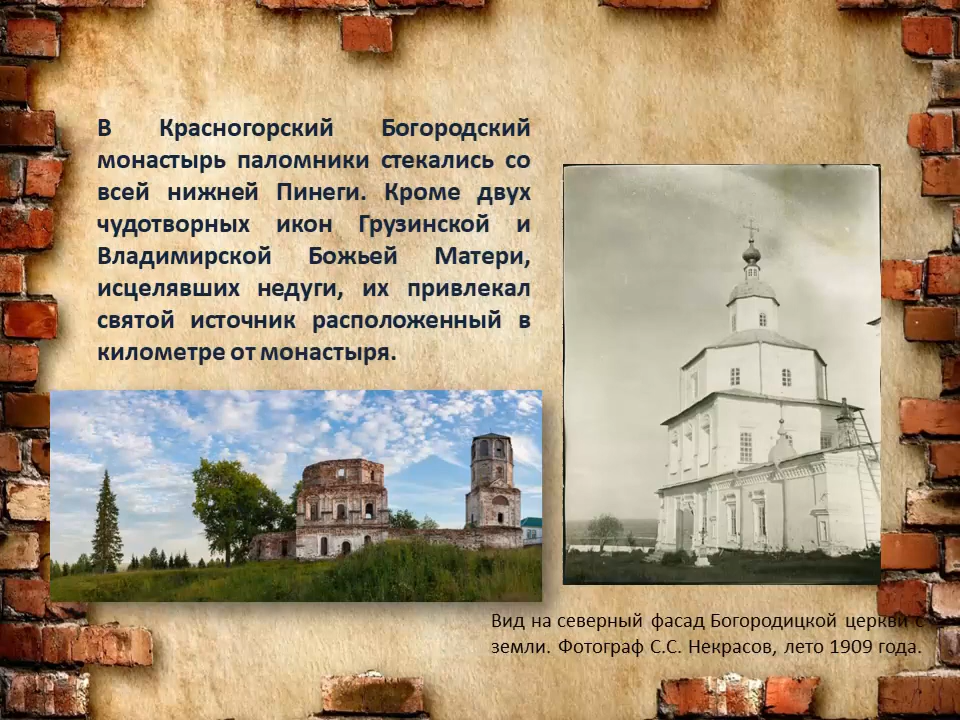 В Красногорский Богородский
монастырь паломники стекались со
всей нижней Пинеги. Кроме двух
чудотворных икон Грузинской и
Владимирской Божьей Матери,
исцелявших недуги, их привлекал
святой источник расположенный в
километре от монастыря.
Вид на северный фасад Богородицкой церкви с
земли. Фотограф С.С. Некрасов, лето 1909 года.